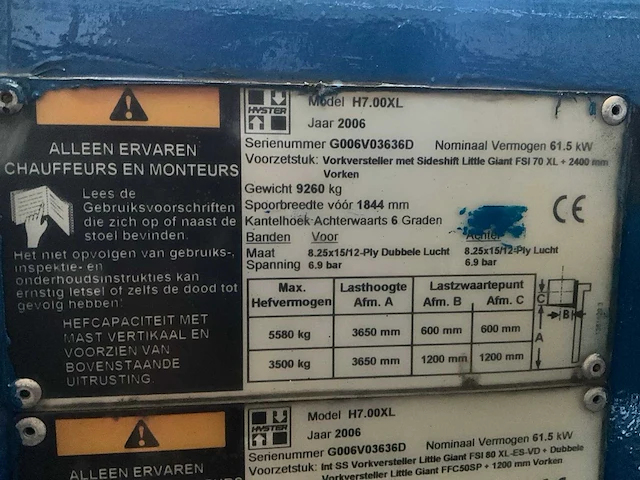 ALLEEN ERVAREN
CHAUFFEURS EN MONTEURS
Lees de
Gebruiksvoorschriften
die zich op of naast de
stoel bevinden.
Het niet opvolgen van gebruiks-,
inspektie- en
onderhoudsinstrukties kan
ernstig letsel of zelfs de dood tot
gevolg hebben!
HEFCAPACITEIT MET
MAST VERTIKAAL EN
VOORZIEN VAN
BOVENSTAANDE
UITRUSTING.
HYSTER
Model H7.00XL
Jaar 2006
Serienummer G006V03636D Nominaal Vermogen 61.5 kW
Voorzetstuk: Vorkversteller met Sideshift Little Giant FSI 70 XL + 2400 mm
Vorken
Gewicht 9260 kg
Spoorbreedte vóór 1844 mm
Kantelhoek Achterwaarts 6 Graden
CE
Banden Voor Achter
Maat 8.25x15/12-Ply Dubbele Lucht 8.25x15/12-Ply Lucht
Spanning 6.9 bar 6.9 bar
Max. Lasthoogte Lastzwaartepunt
Hefvermogen Afm. A Afm. B Afm. C
5580 kg 3650 mm 600 mm 600 mm
3500 kg 3650 mm 1200 mm 1200 mm
C
B
A
ALLEEN ERVAREN
HYSTER
Model H7.00XL
Jaar 2006
Serienummer G006V03636D Nominaal Vermogen 61.5 kW
Voorzetstuk: Int SS Vorkversteller Little Giant FSI 80 XL-ES-VD + Dubbele
Vorkversteller Little Giant FFC50SP + 1200 mm Vorken